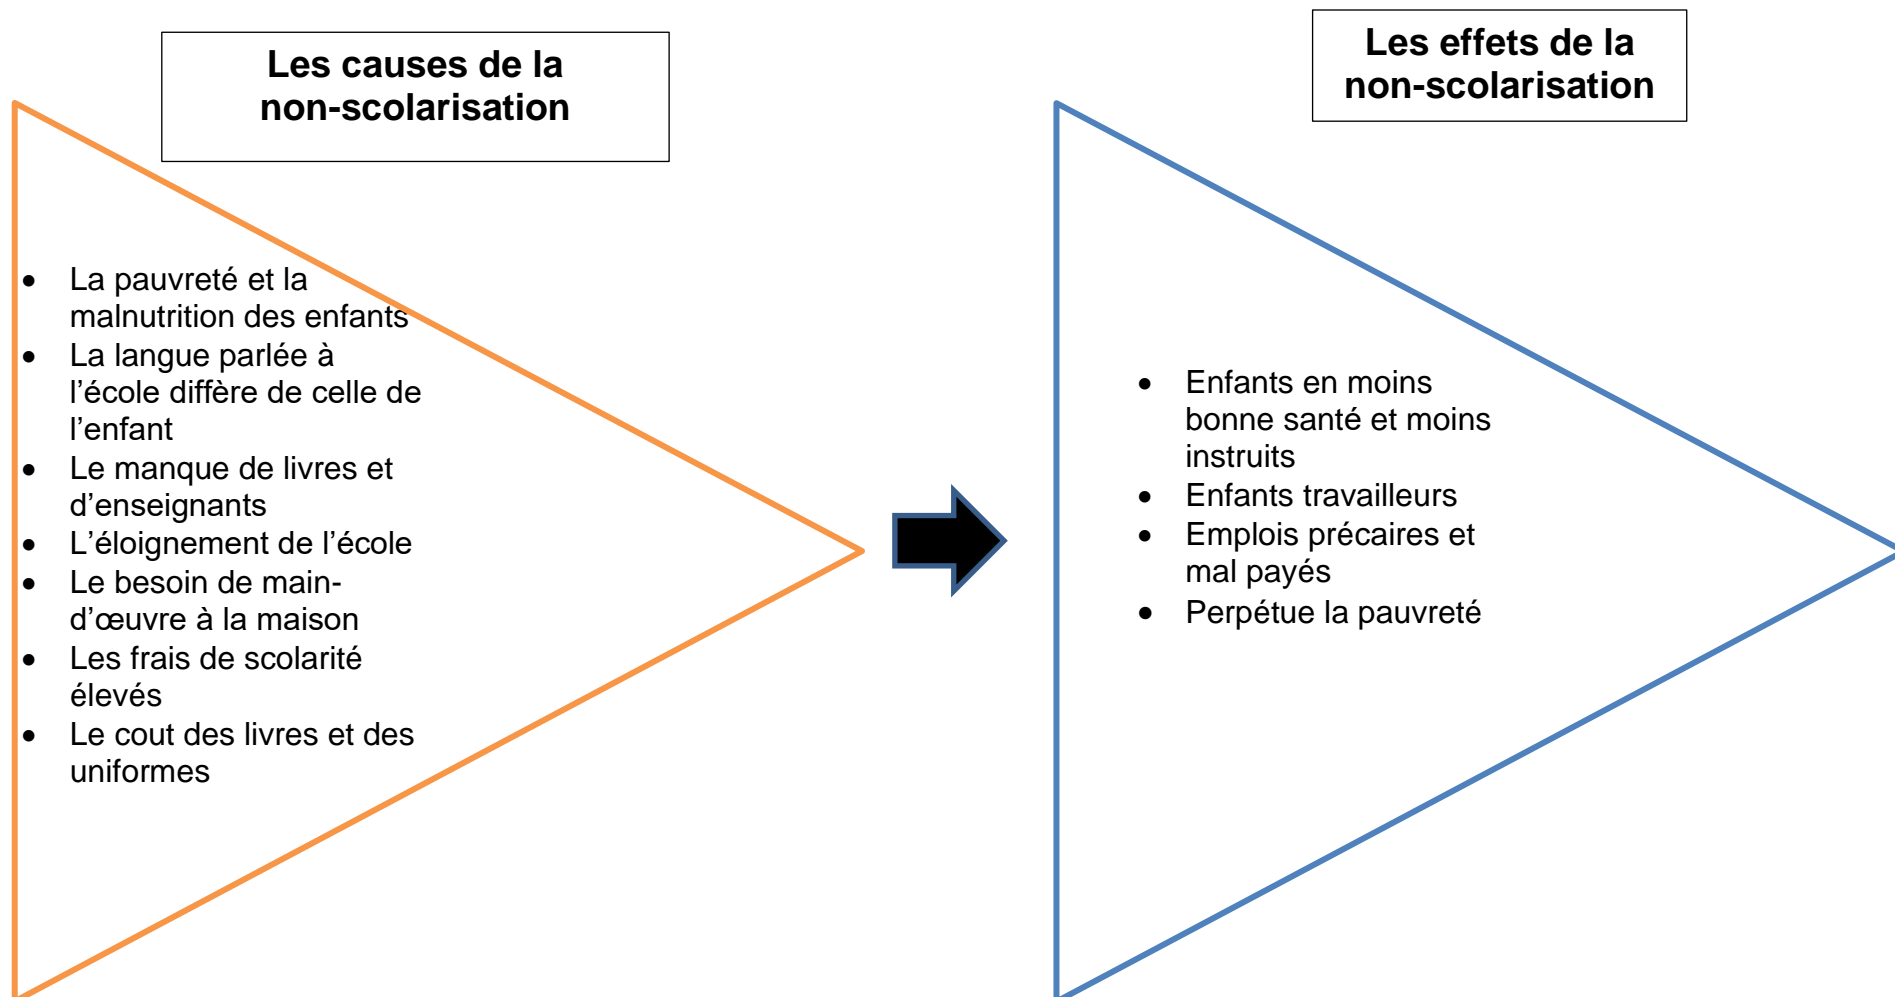 Les causes de la
non-scolarisation
• La pauvreté et la
malnutrition des enfants
• La langue parlée à
l’école diffère de celle de
l’enfant
• Le manque de livres et
d’enseignants
• L’éloignement de l’école
• Le besoin de main-
d’œuvre à la maison
• Les frais de scolarité
élevés
• Le cout des livres et des
uniformes
Les effets de la
non-scolarisation
• Enfants en moins
bonne santé et moins
instruits
• Enfants travailleurs
• Emplois précaires et
mal payés
• Perpétue la pauvreté